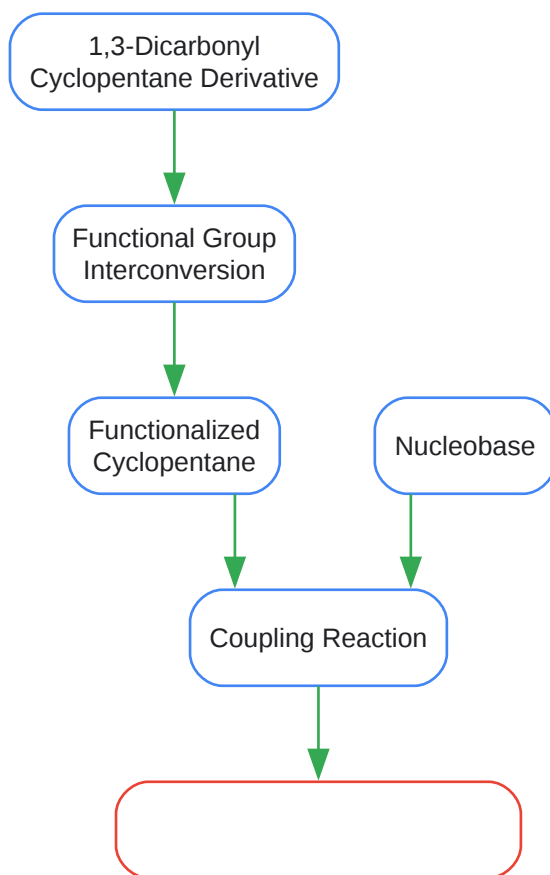 1,3-Dicarbonyl
Cyclopentane Derivative
Functional Group
Interconversion
Functionalized
Cyclopentane
Nucleobase
Coupling Reaction